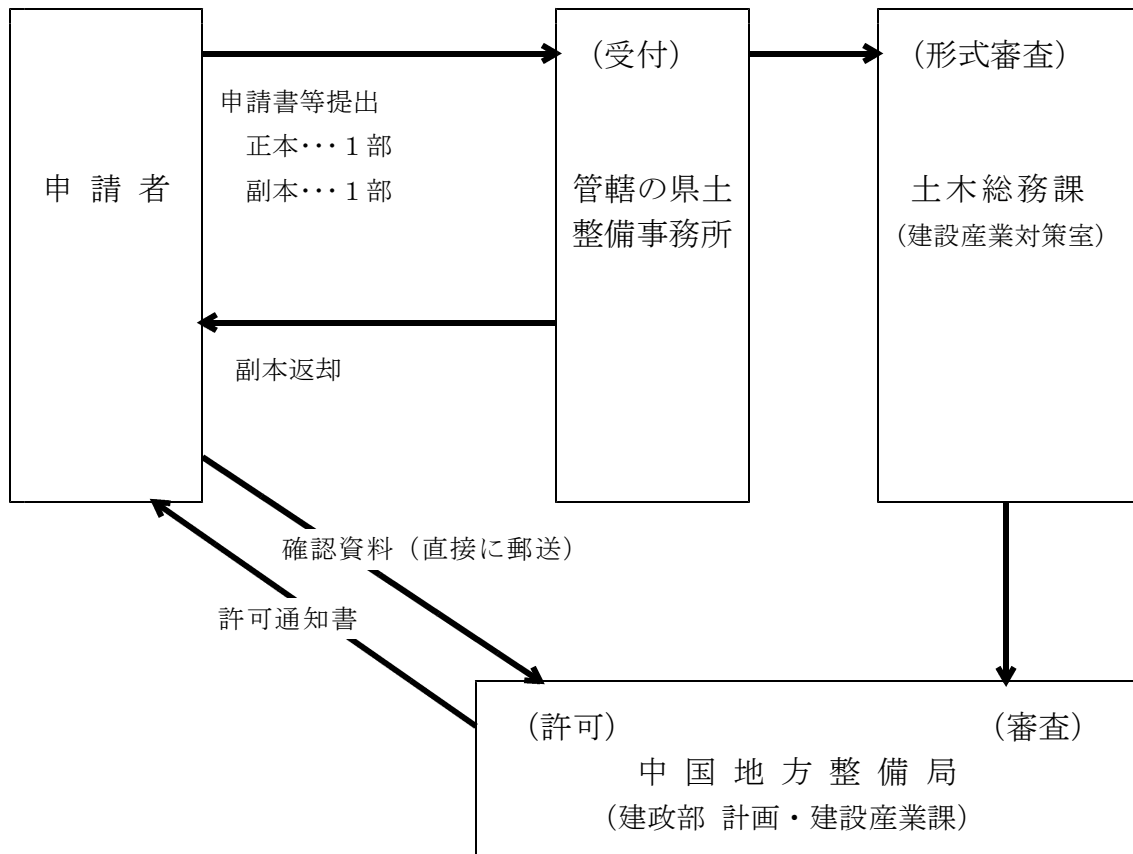 申請者
申請書等提出
正本･･･１部
副本･･･１部
副本返却
（受付）
管轄の県土
整備事務所
（形式審査）
土木総務課
（建設産業対策室）
確認資料（直接に郵送）
許可通知書
（許可）
（審査）
中国地方整備局
（建政部 計画・建設産業課）